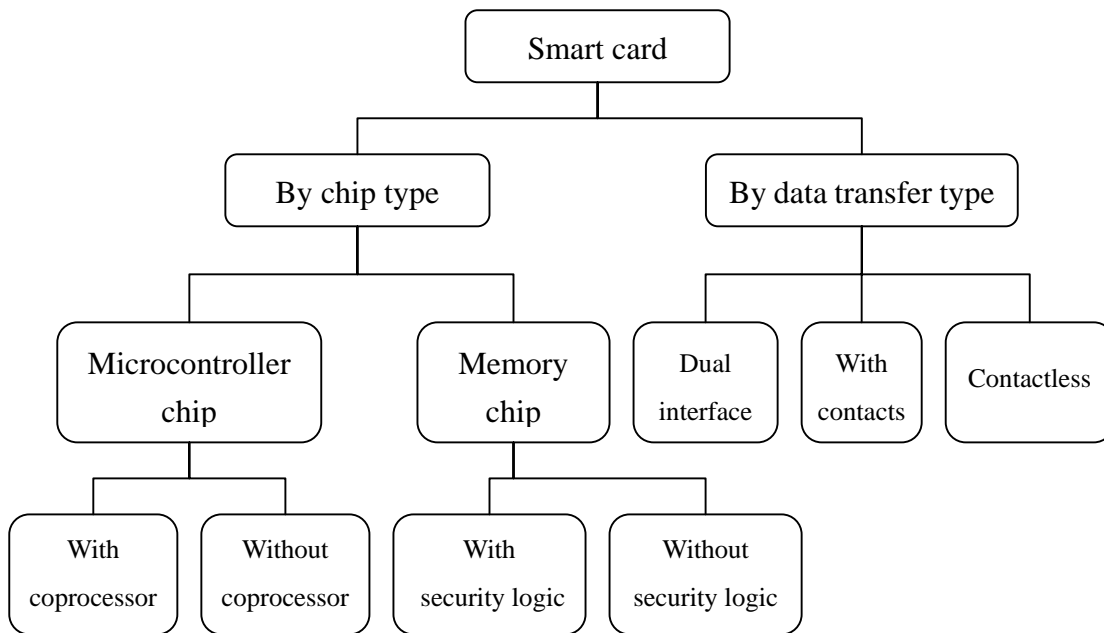 Smart card
By chip type
By data transfer type
Microcontroller
chip
Memory
chip
Dual
interface
With
contacts
Contactless
With
coprocessor
Without
coprocessor
With
security logic
Without
security logic